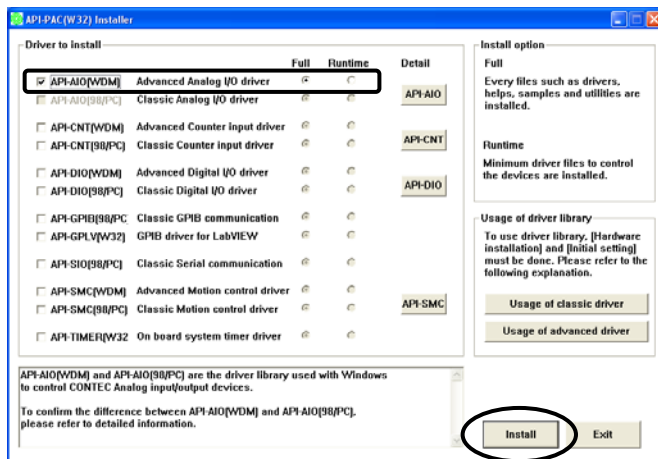 API-PAC(W32) Installer
Driver to install
Full Runtime Detail
API-AIO(WDM) Advanced Analog I/O driver
API-AIO(98/PC) Classic Analog I/O driver
API-AIO
API-CNT(WDM) Advanced Counter input driver
API-CNT(98/PC) Classic Counter input driver
API-CNT
API-DIO(WDM) Advanced Digital I/O driver
API-DIO(98/PC) Classic Digital I/O driver
API-DIO
API-GPIB(98/PC Classic GPIB communication
API-GPLV(W32) GPIB driver for LabVIEW
API-SIO(98/PC) Classic Serial communication
API-SMC(WDM) Advanced Motion control driver
API-SMC(98/PC) Classic Motion control driver
API-SMC
API-TIMER(W32 On board system timer driver
Install option
Full
Every files such as drivers,
helps, samples and utilities are
installed.
Runtime
Minimum driver files to control
the devices are installed.
Usage of driver library
To use driver library, [Hardware
installation] and [Initial setting]
must be done. Please refer to the
following explanation.
Usage of classic driver
Usage of advanced driver
API-AIO(WDM) and API-AIO(98/PC) are the driver library used with Windows
to control CONTEC Analog input/output devices.
To confirm the difference between API-AIO(WDM) and API-AIO(98/PC),
please refer to detailed information.
Install Exit